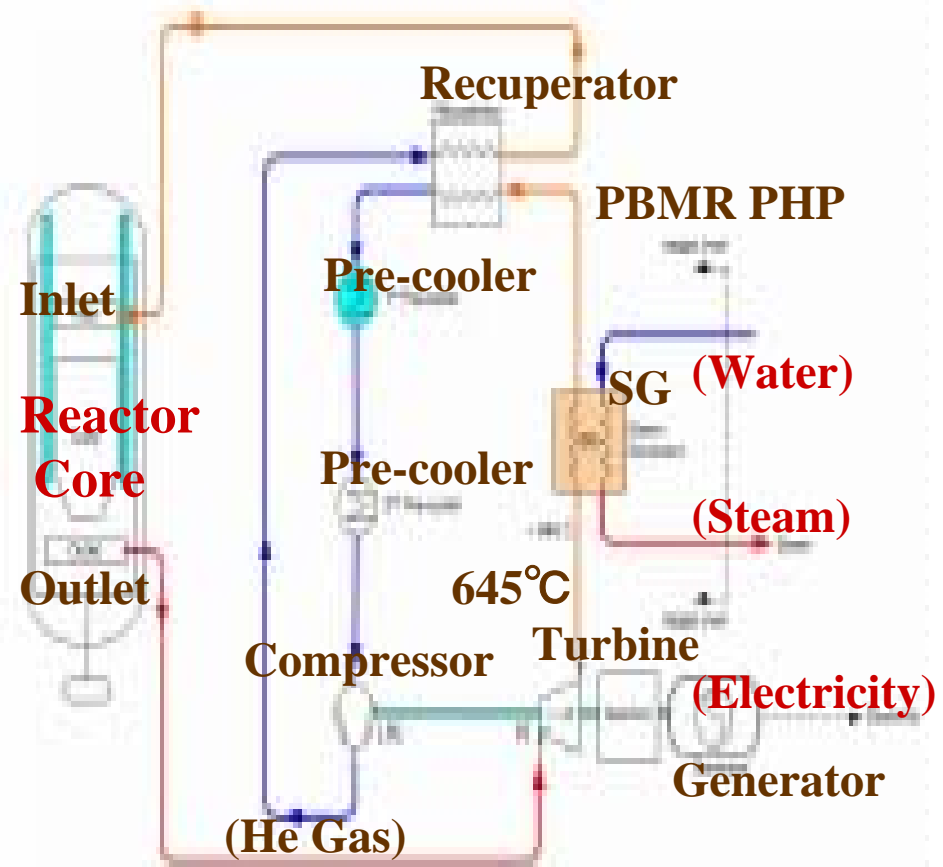 Recuperator
PBMR PHP
Pre-cooler
Inlet
(Water)
SG
Reactor
Core
Pre-cooler
(Steam)
Outlet
645℃
Turbine
Compressor
(Electricity)
Generator
(He Gas)